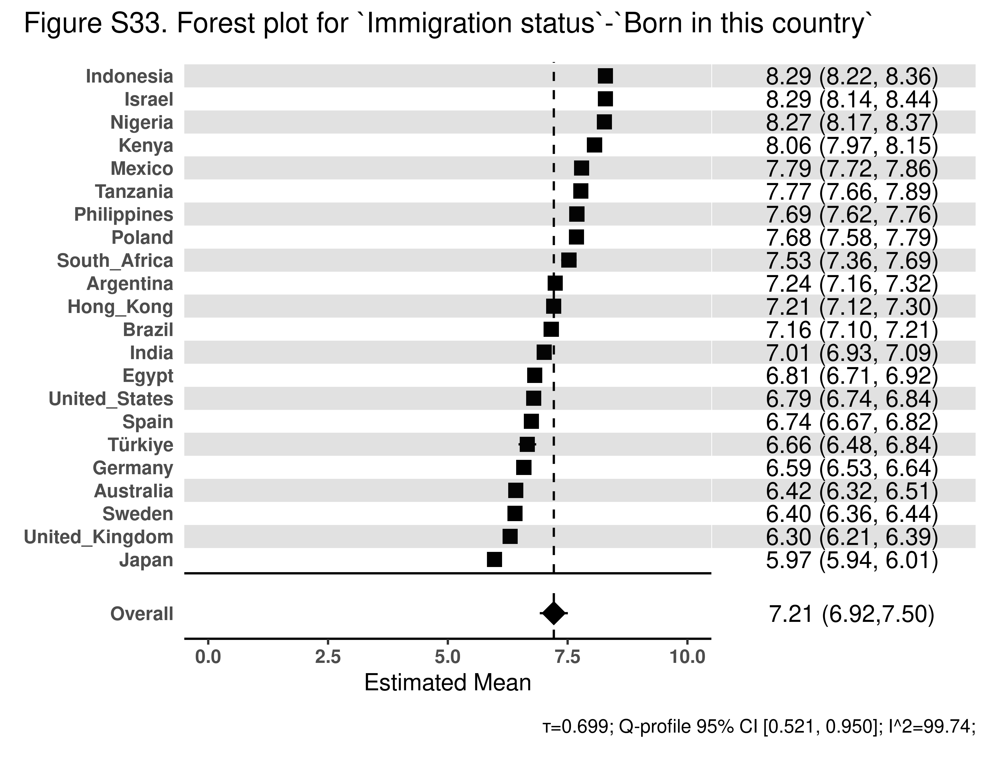 Figure S33. Forest plot for `Immigration status`-`Born in this country`
Indonesia 8.29 (8.22, 8.36)
Israel 8.29 (8.14, 8.44)
Nigeria 8.27 (8.17, 8.37)
Kenya 8.06 (7.97, 8.15)
Mexico 7.79 (7.72, 7.86)
Tanzania 7.77 (7.66, 7.89)
Philippines 7.69 (7.62, 7.76)
Poland 7.68 (7.58, 7.79)
South_Africa 7.53 (7.36, 7.69)
Argentina 7.24 (7.16, 7.32)
Hong_Kong 7.21 (7.12, 7.30)
Brazil 7.16 (7.10, 7.21)
India 7.01 (6.93, 7.09)
Egypt 6.81 (6.71, 6.92)
United_States 6.79 (6.74, 6.84)
Spain 6.74 (6.67, 6.82)
Türkiye 6.66 (6.48, 6.84)
Germany 6.59 (6.53, 6.64)
Australia 6.42 (6.32, 6.51)
Sweden 6.40 (6.36, 6.44)
United_Kingdom 6.30 (6.21, 6.39)
Japan 5.97 (5.94, 6.01)
Overall 7.21 (6.92,7.50)
0.0 2.5 5.0 7.5 10.0
Estimated Mean
τ=0.699; Q-profile 95% CI [0.521, 0.950]; I^2=99.74;